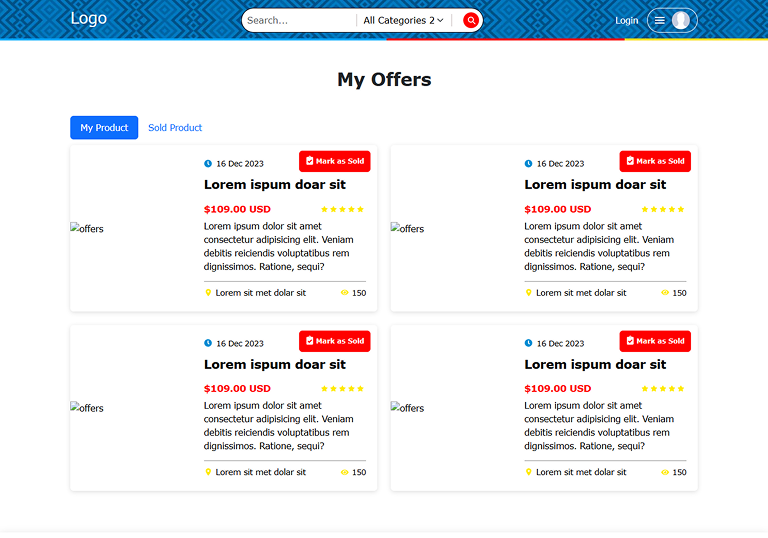 Logo
Search...
All Categories 2
Login
My Offers
My Product
Sold Product
offers
16 Dec 2023
Mark as Sold
Lorem ispum doar sit
$109.00 USD
Lorem ipsum dolor sit amet
consectetur adipisicing elit. Veniam
debitis reiciendis voluptatibus rem
dignissimos. Ratione, sequi?
Lorem sit met dolar sit
150
offers
16 Dec 2023
Mark as Sold
Lorem ispum doar sit
$109.00 USD
Lorem ipsum dolor sit amet
consectetur adipisicing elit. Veniam
debitis reiciendis voluptatibus rem
dignissimos. Ratione, sequi?
Lorem sit met dolar sit
150
offers
16 Dec 2023
Mark as Sold
Lorem ispum doar sit
$109.00 USD
Lorem ipsum dolor sit amet
consectetur adipisicing elit. Veniam
debitis reiciendis voluptatibus rem
dignissimos. Ratione, sequi?
Lorem sit met dolar sit
150
offers
16 Dec 2023
Mark as Sold
Lorem ispum doar sit
$109.00 USD
Lorem ipsum dolor sit amet
consectetur adipisicing elit. Veniam
debitis reiciendis voluptatibus rem
dignissimos. Ratione, sequi?
Lorem sit met dolar sit
150